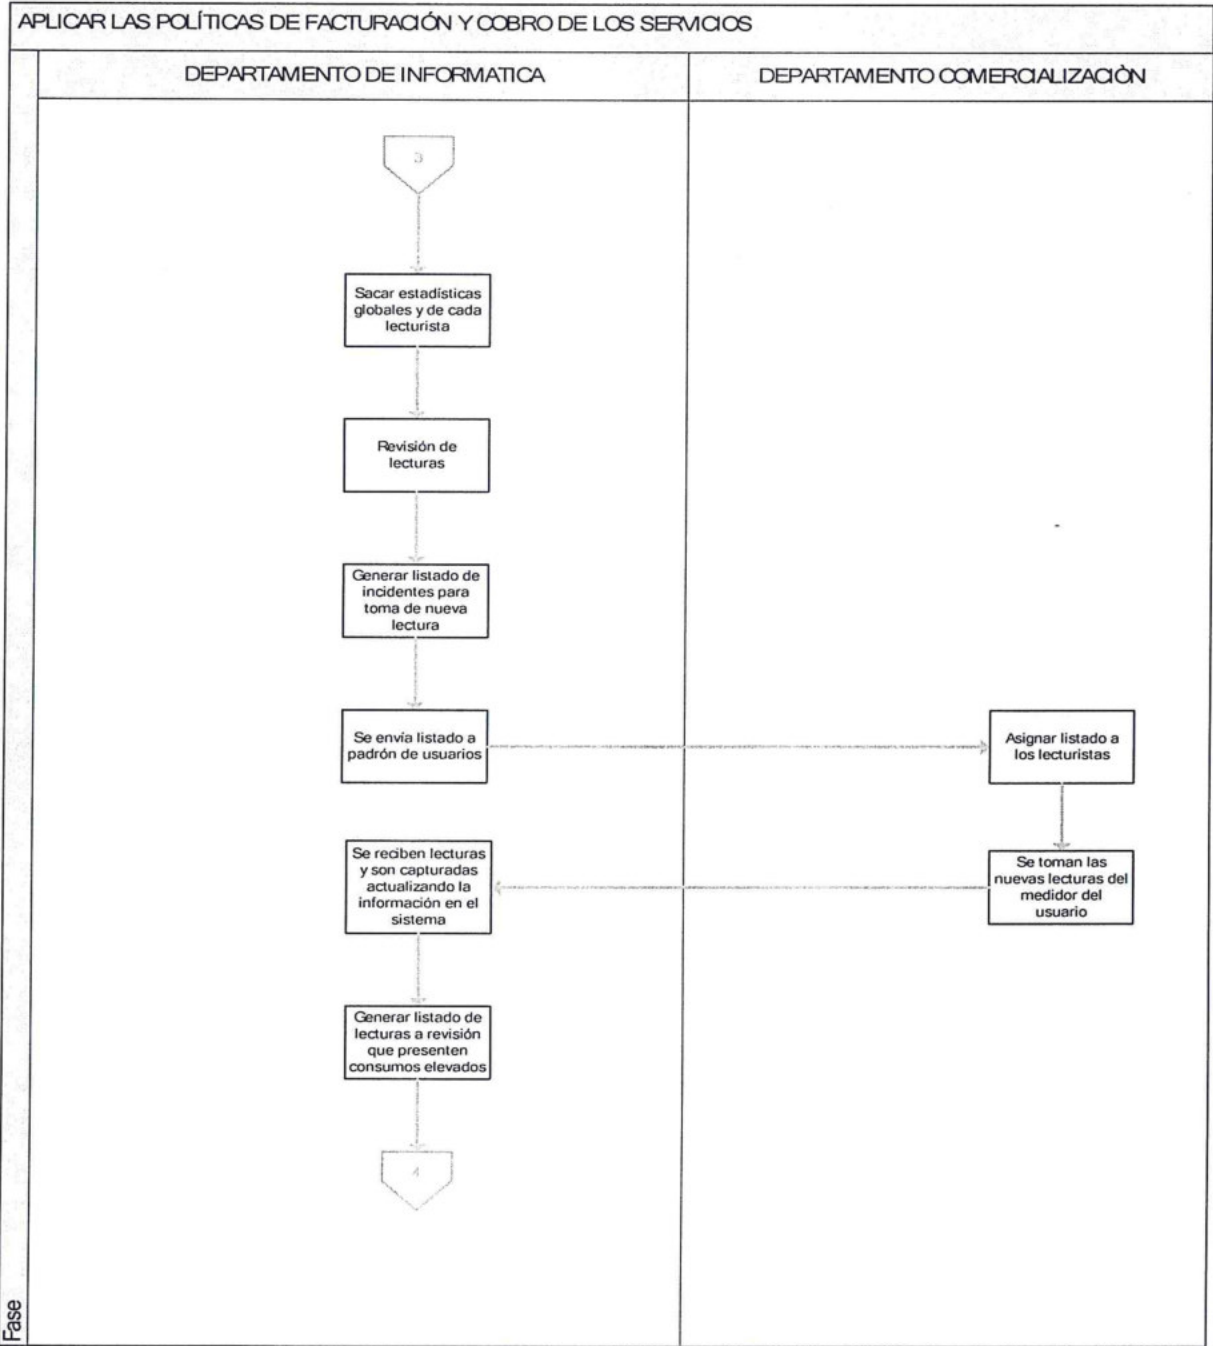 APLICAR LAS POLÍTICAS DE FACTURACIÓN Y COBRO DE LOS SERVICIOS
DEPARTAMENTO DE INFORMATICA
DEPARTAMENTO COMERCIALIZACIÒN
3
Sacar estadísticas
globales y de cada
lecturista
Revisión de
lecturas
Generar listado de
incidentes para
toma de nueva
lectura
Se envía listado a
padrón de usuarios
Asignar listado a
los lecturistas
Se reciben lecturas
y son capturadas
actualizando la
información en el
sistema
Se toman las
nuevas lecturas del
medidor del
usuario
Generar listado de
lecturas a revisión
que presenten
consumos elevados
4
Fase